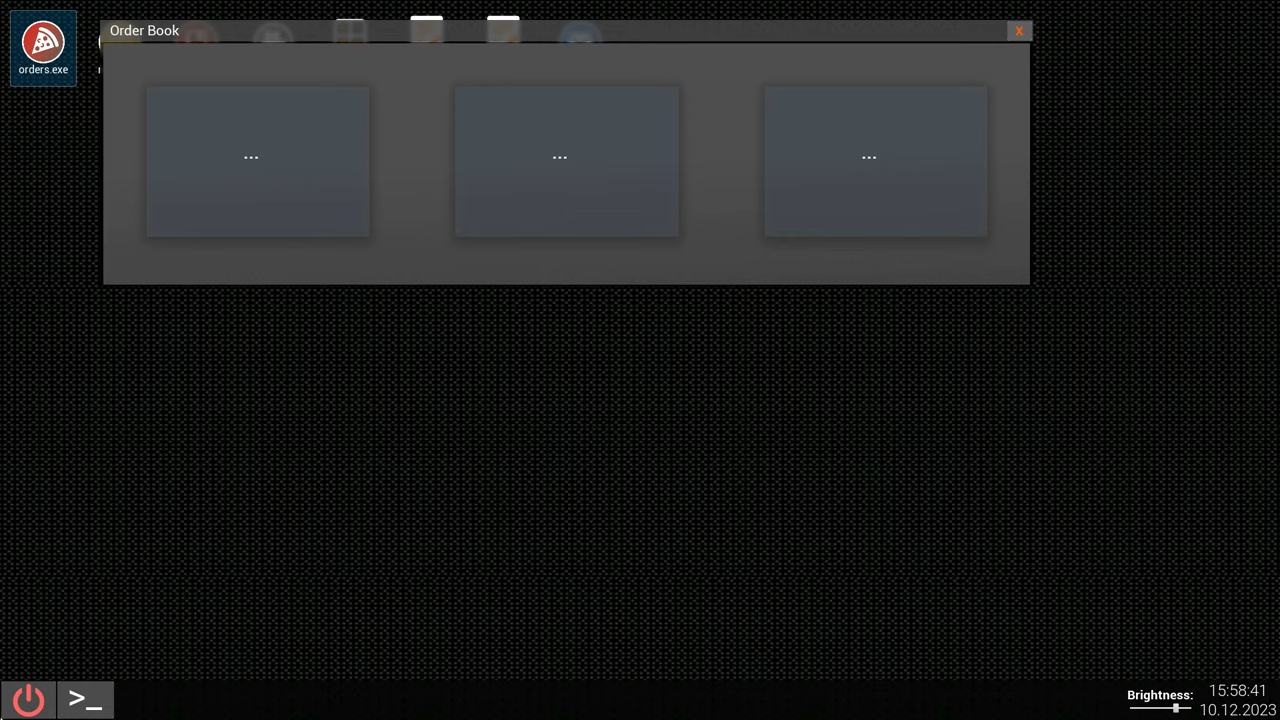 Order Book
X
orders.exe
...
...
...
>_
Brightness:
15:58:41
10.12.2023